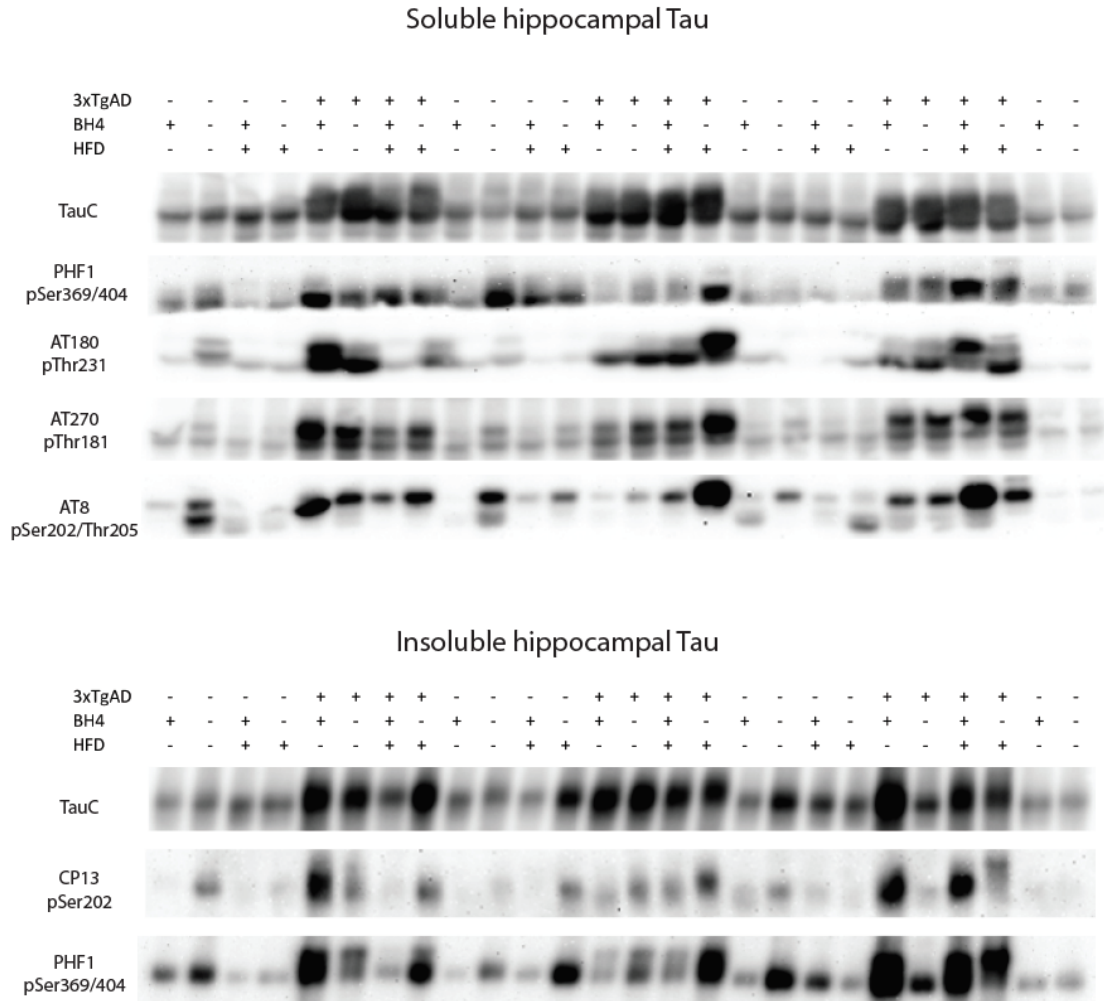 Soluble hippocampal Tau
3xTgAD - - - - + + + + - - - - + + + + - - - - + + + + - -
BH4 + - + - + - + - + - + - + - + - + - + - + - + - + -
HFD - - + + - - + + - - + + - - + + - - + + - - + + - -
TauC
PHF1
pSer369/404
AT180
pThr231
AT270
pThr181
AT8
pSer202/Thr205
Insoluble hippocampal Tau
3xTgAD - - - - + + + + - - - - + + + + - - - - + + + + - -
BH4 + - + - + - + - + - + - + - + - + - + - + - + - + -
HFD - - + + - - + + - - + + - - + + - - + + - - + + - -
TauC
CP13
pSer202
PHF1
pSer369/404